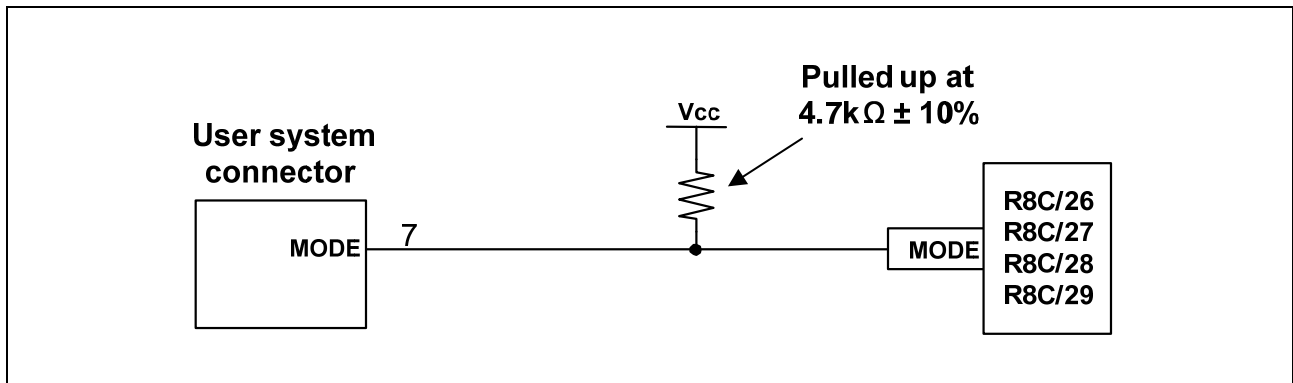 Pulled up at
4.7kΩ ± 10%
Vcc
User system
connector
MODE
7
MODE
R8C/26
R8C/27
R8C/28
R8C/29